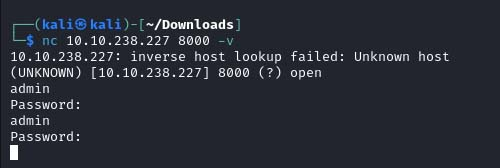 ┌──(kali㉿kali)-[~/Downloads]
└─$ nc 10.10.238.227 8000 -v
10.10.238.227: inverse host lookup failed: Unknown host
(UNKNOWN) [10.10.238.227] 8000 (?) open
admin
Password:
admin
Password: